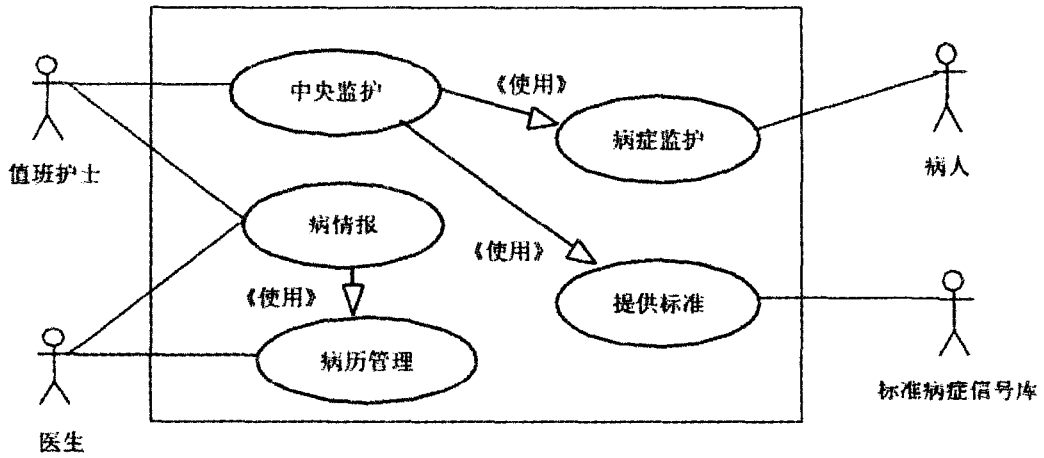 中央监护
《使用》
病症监护
值班护士
病人
病情报
《使用》
《使用》
提供标准
病历管理
标准病症信号库
医生